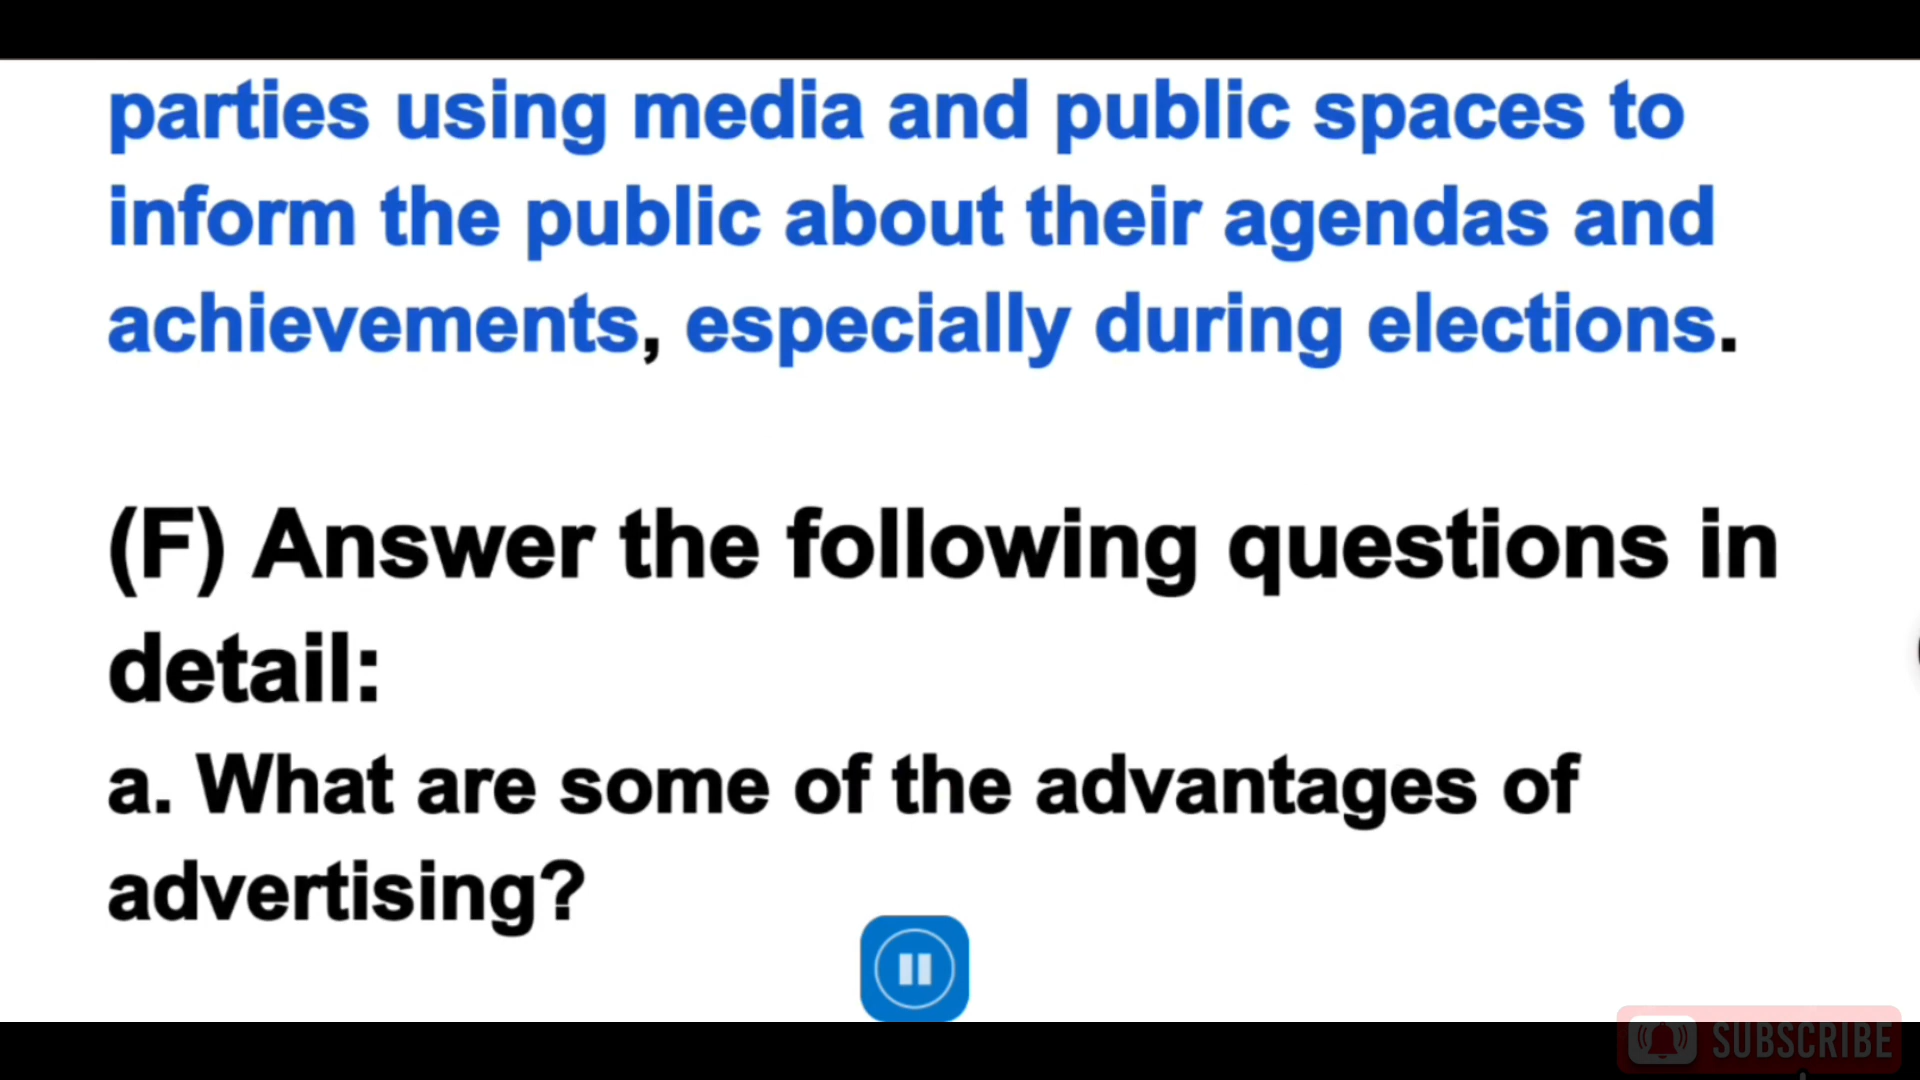 parties using media and public spaces to
inform the public about their agendas and
achievements, especially during elections.
(F) Answer the following questions in
detail:
a. What are some of the advantages of
advertising?
SUBSCRIBE